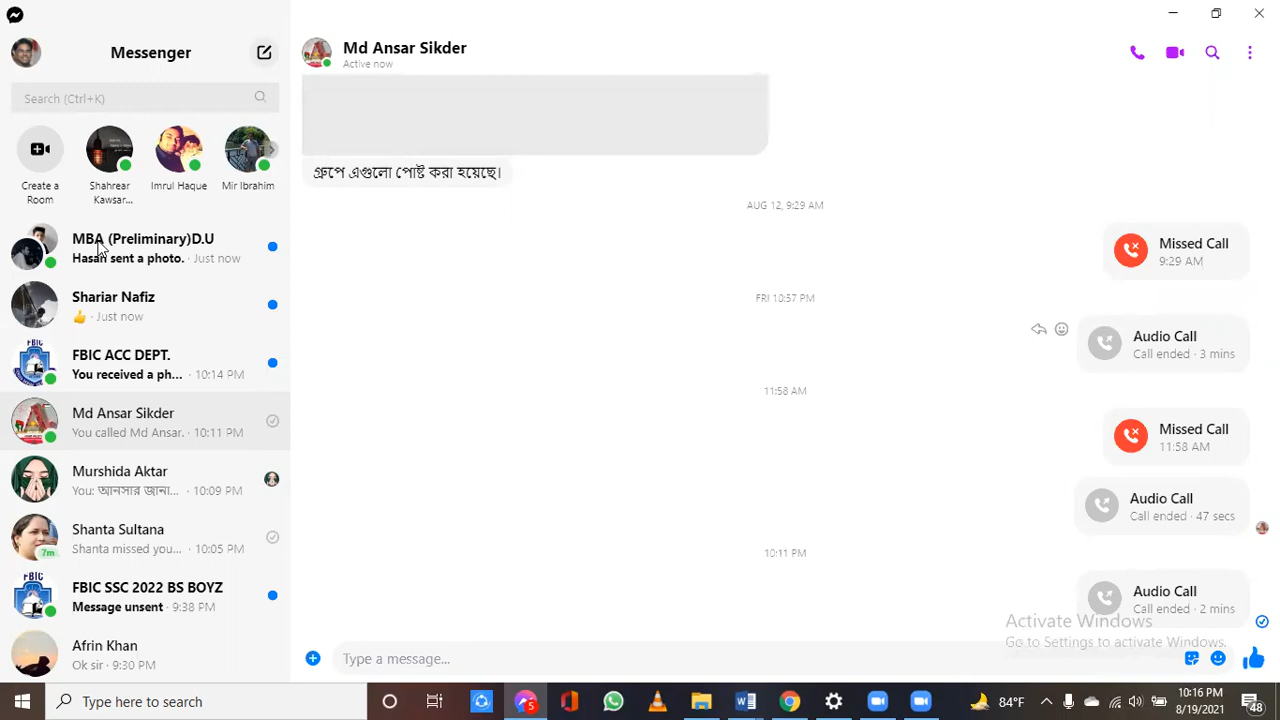 Messenger
Search (Ctrl+K)
Create a
Room
Shahrear
Kawsar...
Imrul Haque
Mir Ibrahim
MBA (Preliminary)D.U
Hasan sent a photo. · Just now
Shariar Nafiz
👍 · Just now
FBIC ACC DEPT.
You received a ph... · 10:14 PM
Md Ansar Sikder
You called Md Ansar. · 10:11 PM
Murshida Aktar
You: আনসার জানা... · 10:09 PM
Shanta Sultana
7m
Shanta missed you... · 10:05 PM
FBIC SSC 2022 BS BOYZ
Message unsent · 9:38 PM
Afrin Khan
Ok sir · 9:30 PM
Md Ansar Sikder
Active now
গ্রুপে এগুলো পোষ্ট করা হয়েছে।
AUG 12, 9:29 AM
Missed Call
9:29 AM
FRI 10:57 PM
Audio Call
Call ended · 3 mins
11:58 AM
Missed Call
11:58 AM
Audio Call
Call ended · 47 secs
10:11 PM
Audio Call
Call ended · 2 mins
Activate Windows
Go to Settings to activate Windows.
Type a message...
Type here to search
5
84°F
10:16 PM
8/19/2021
48